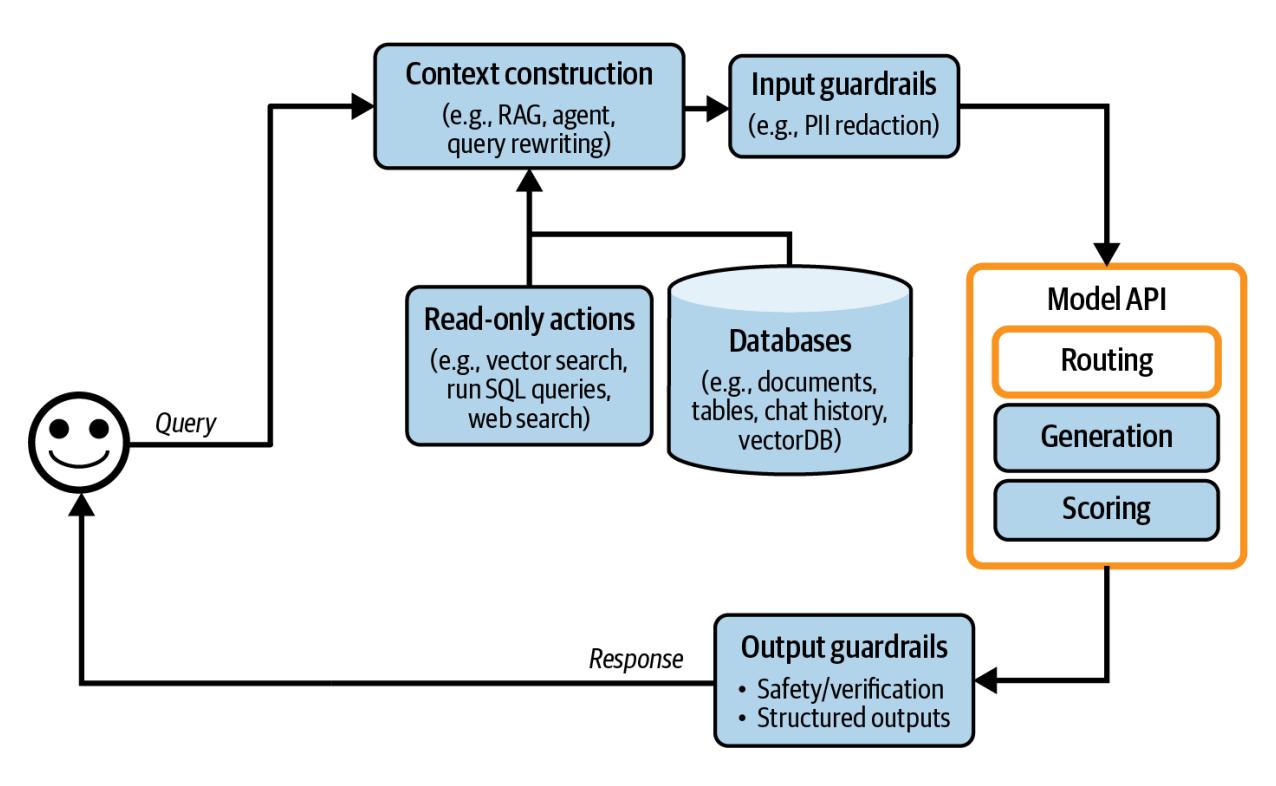 Context construction
(e.g., RAG, agent,
query rewriting)
Input guardrails
(e.g., PII redaction)
Read-only actions
(e.g., vector search,
run SQL queries,
web search)
Databases
(e.g., documents,
tables, chat history,
vectorDB)
Model API
Routing
Generation
Scoring
Query
Output guardrails
• Safety/verification
• Structured outputs
Response